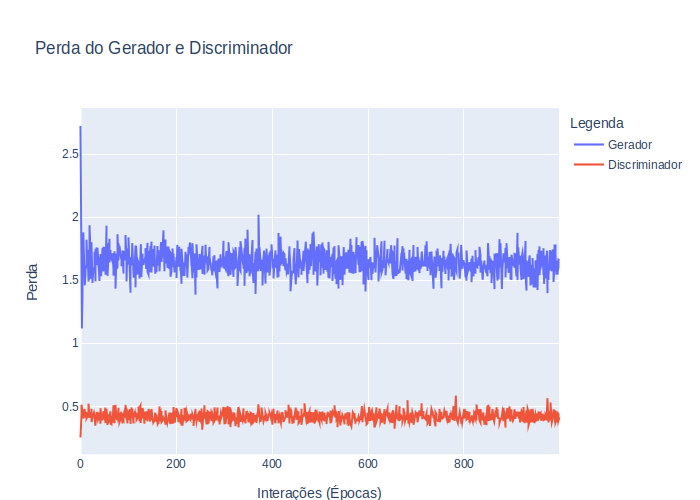 Perda do Gerador e Discriminador
Legenda
Gerador
Discriminador
2.5
2
1.5
1
0.5
Perda
0 200 400 600 800
Interações (Épocas)